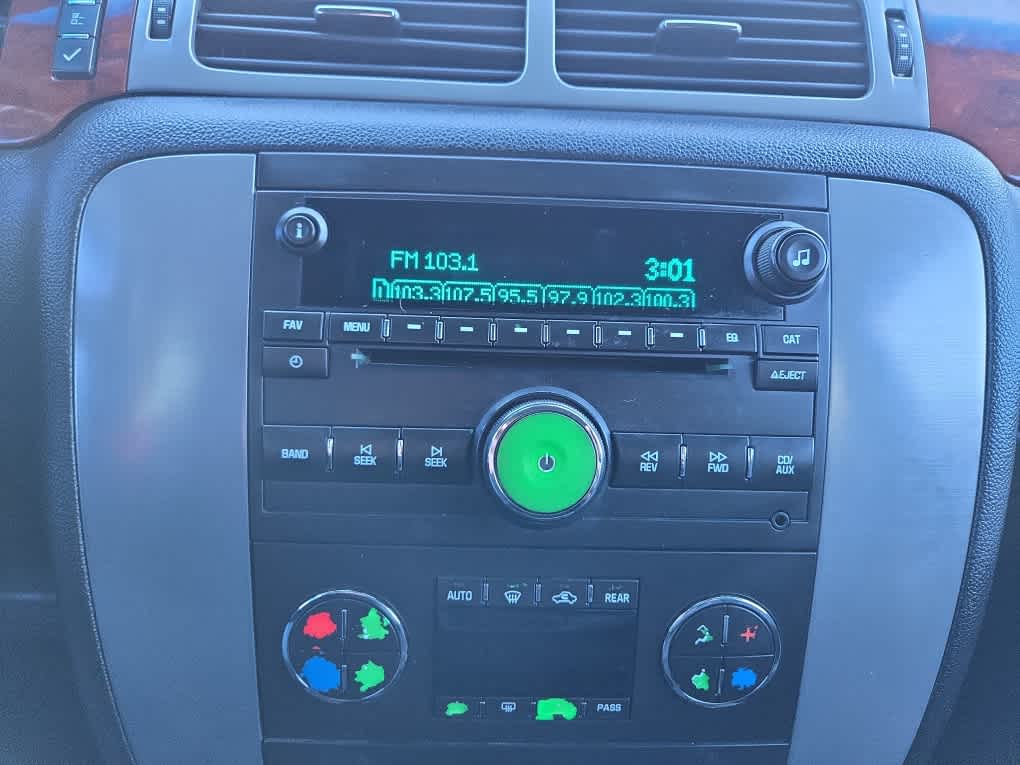 i
FM 103.1
3:01
1 103.3 107.5 95.5 97.9 102.3 100.3
FAV MENU EQ CAT
≜EJECT
BAND SEEK SEEK REV FWD CD/AUX
AUTO REAR
PASS